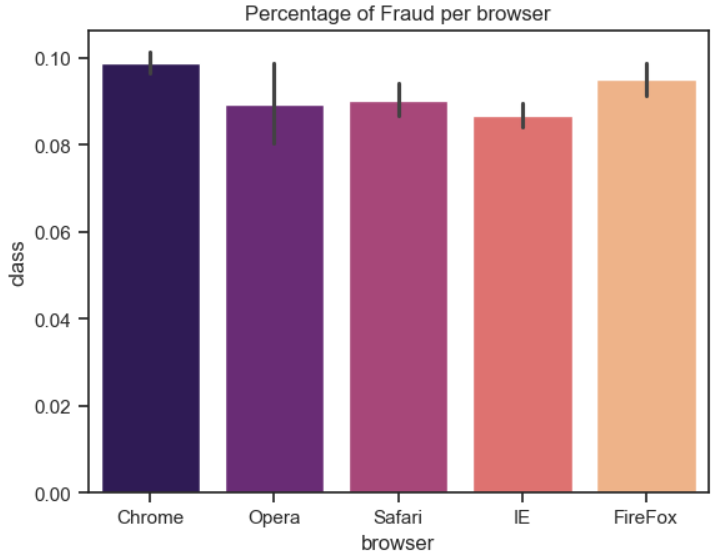 Percentage of Fraud per browser
0.10
0.08
0.06
0.04
0.02
0.00
class
Chrome Opera Safari IE FireFox
browser